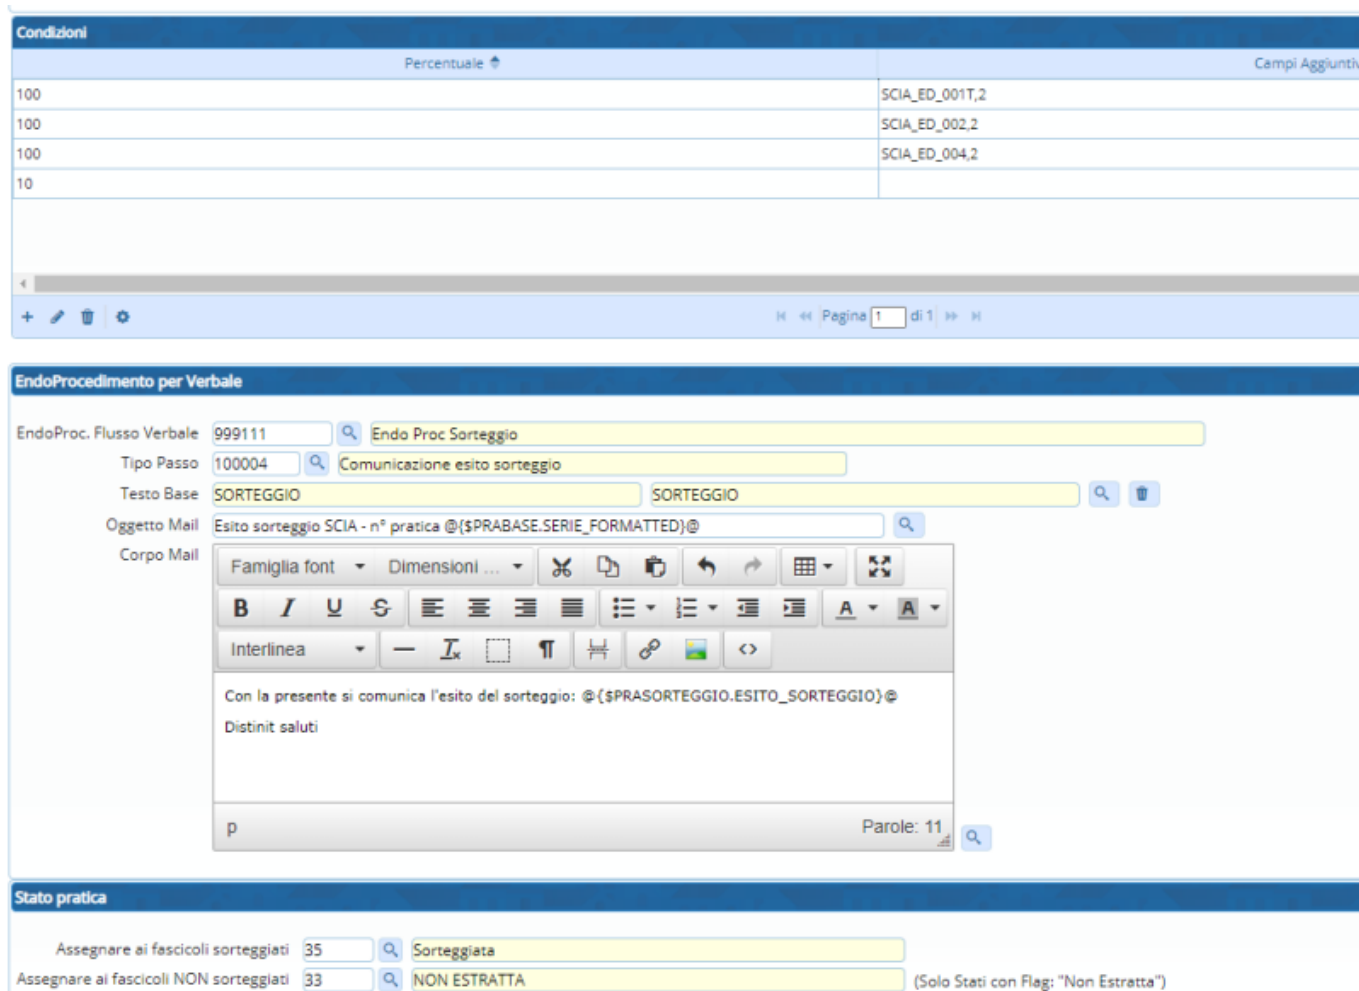 Condizioni
Percentuale Campi Aggiuntiv
100 SCIA_ED_001T,2
100 SCIA_ED_002,2
100 SCIA_ED_004,2
10
Pagina 1 di 1
EndoProcedimento per Verbale
EndoProc. Flusso Verbale 999111 Endo Proc Sorteggio
Tipo Passo 100004 Comunicazione esito sorteggio
Testo Base SORTEGGIO SORTEGGIO
Oggetto Mail Esito sorteggio SCIA - n° pratica @{$PRABASE.SERIE_FORMATTED}@
Corpo Mail
Famiglia font Dimensioni ...
B I U S A A
Interlinea
Con la presente si comunica l'esito del sorteggio: @{$PRASORTEGGIO.ESITO_SORTEGGIO}@
Distinit saluti
p Parole: 11
Stato pratica
Assegnare ai fascicoli sorteggiati 35 Sorteggiata
Assegnare ai fascicoli NON sorteggiati 33 NON ESTRATTA (Solo Stati con Flag: "Non Estratta")